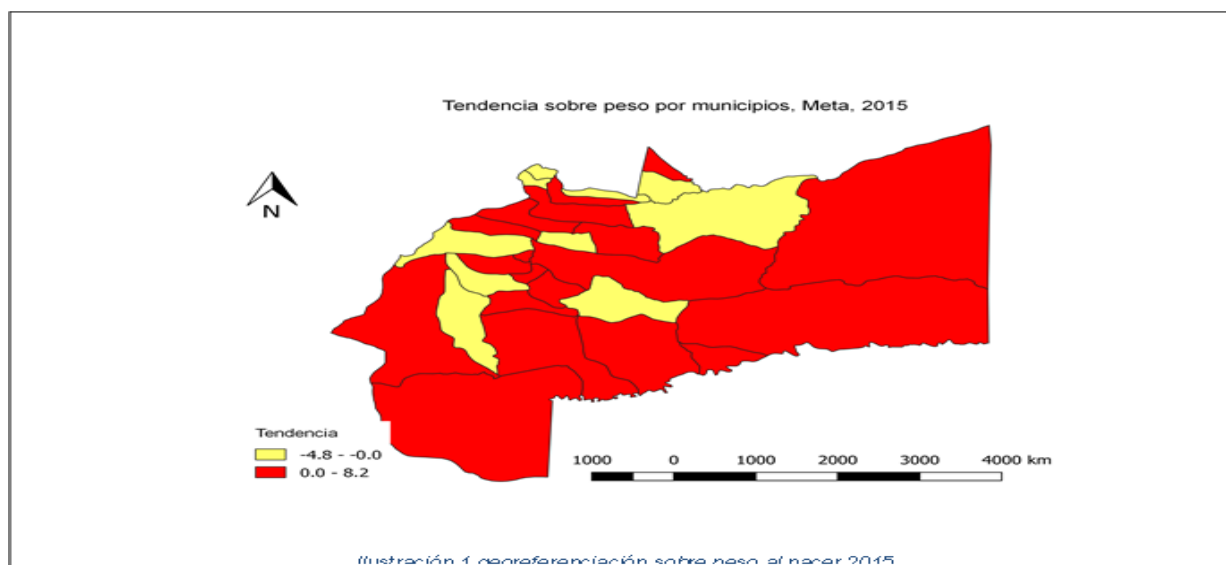 Tendencia sobre peso por municipios, Meta, 2015
N
Tendencia
-4.8 - -0.0
0.0 - 8.2
1000 0 1000 2000 3000 4000 km
Ilustración 1 georeferenciación sobre peso al nacer 2015